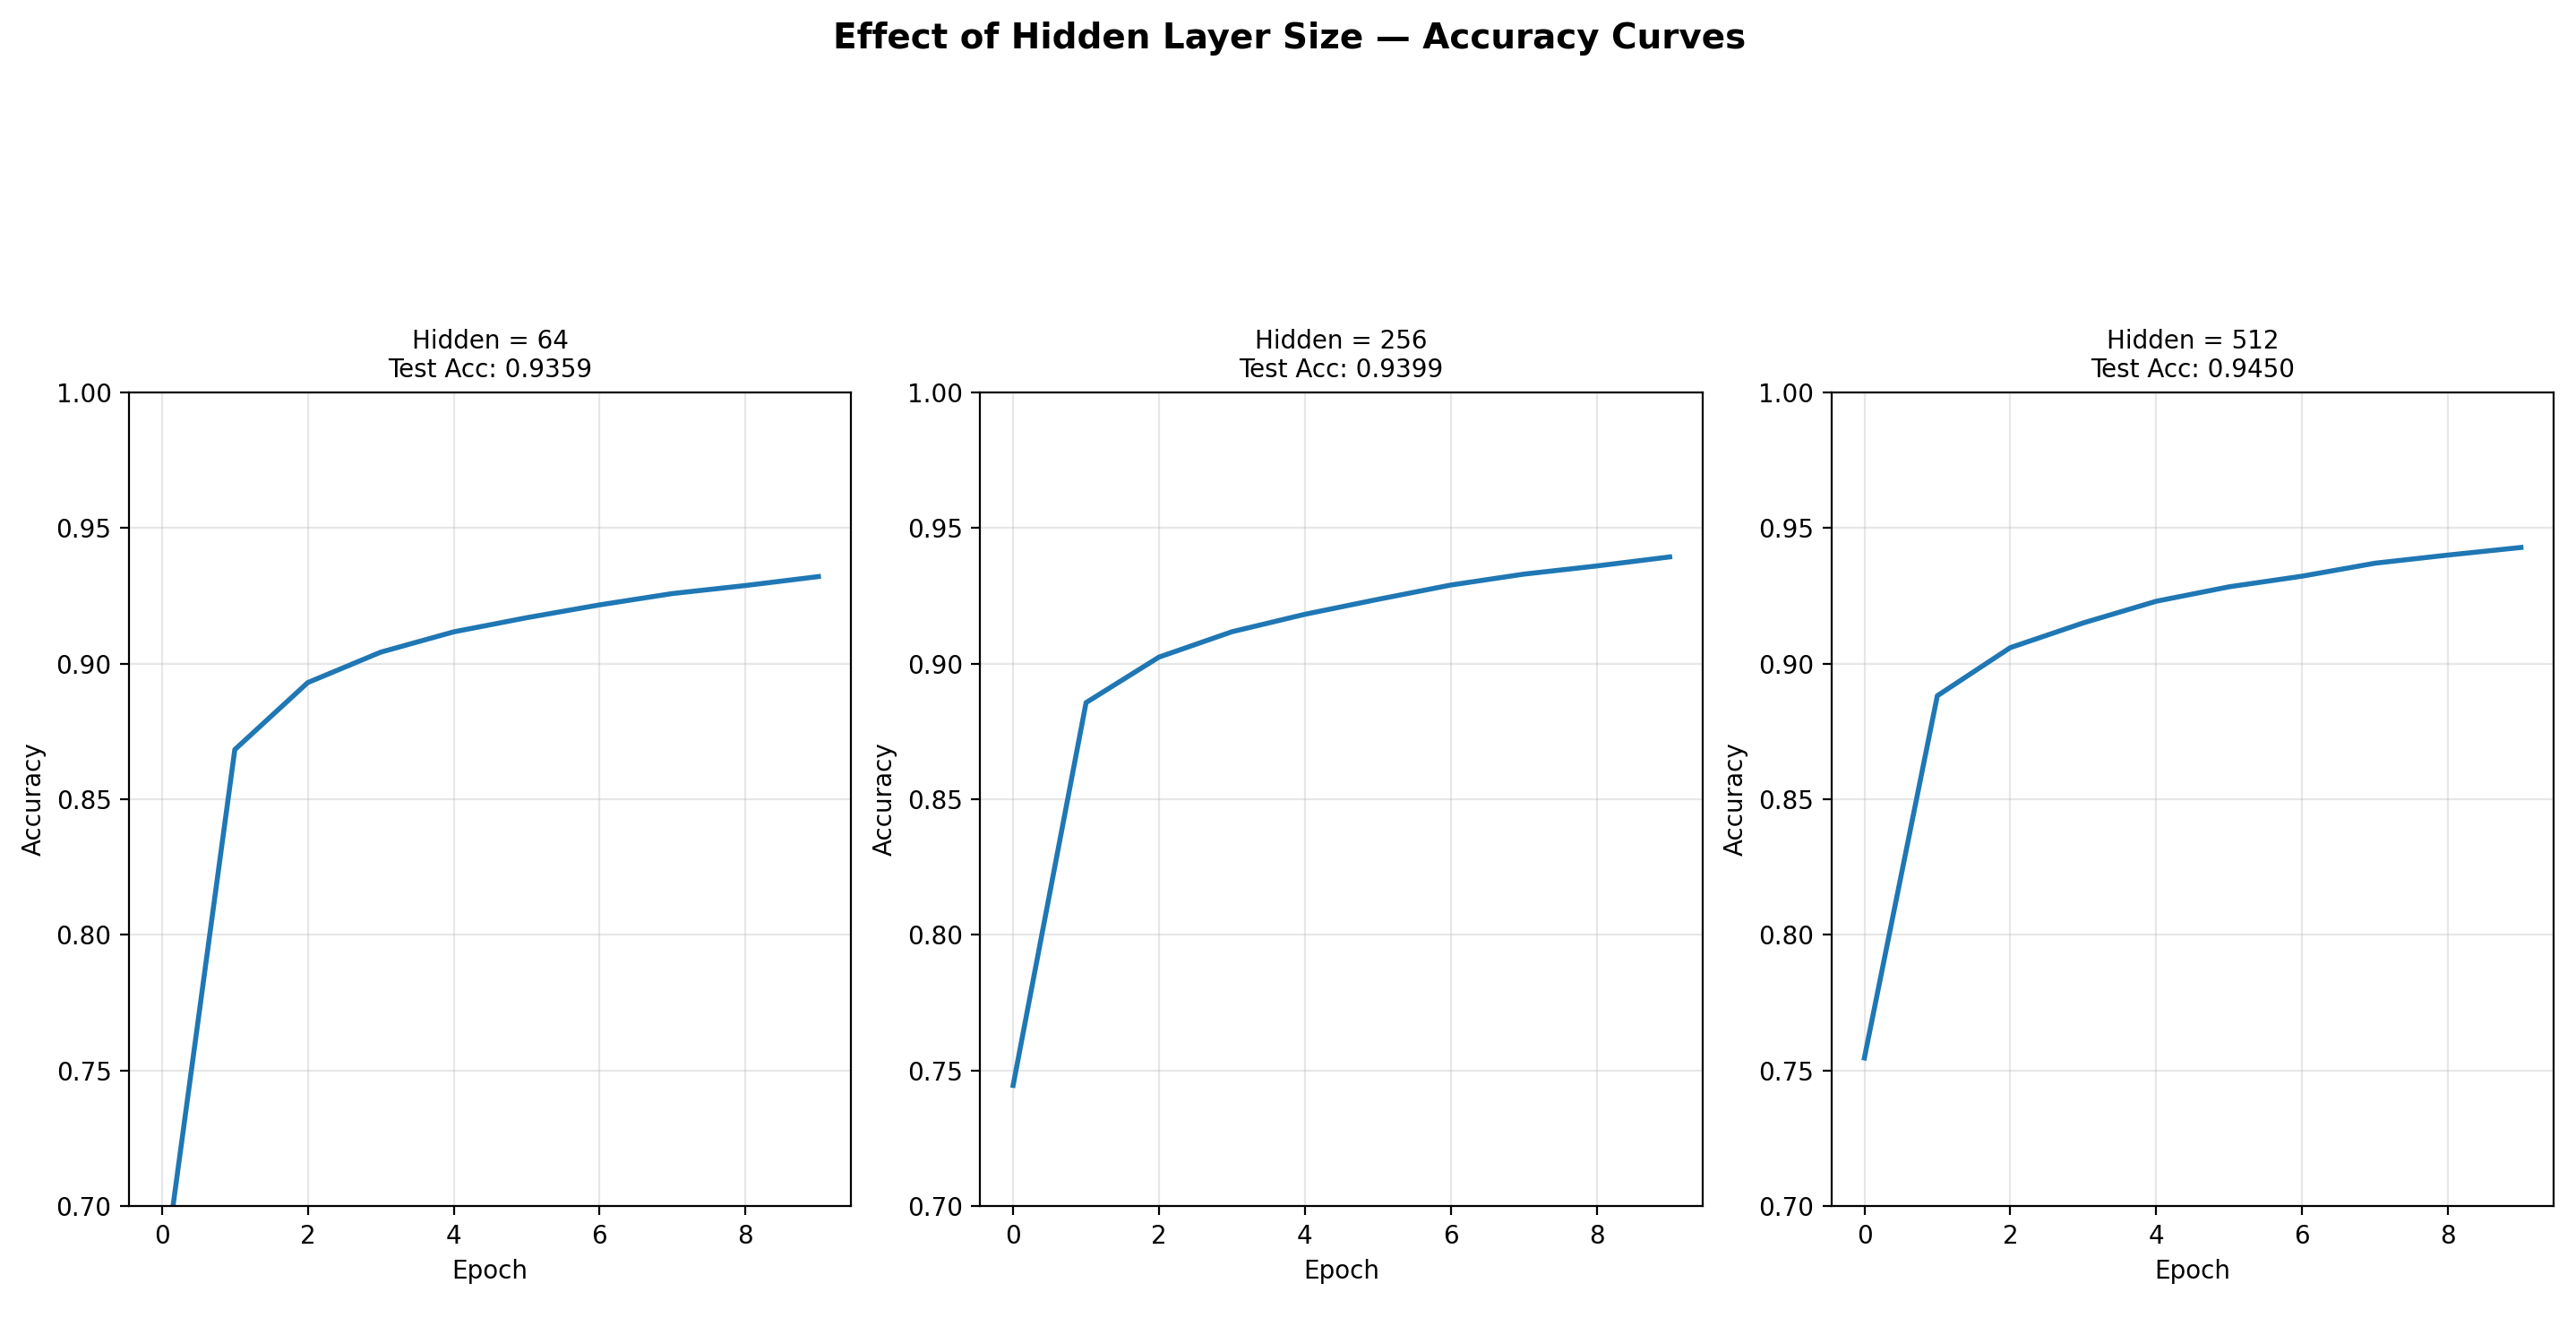 Effect of Hidden Layer Size — Accuracy Curves
Hidden = 64
Test Acc: 0.9359
1.00
0.95
0.90
0.85
0.80
0.75
0.70
Accuracy
0 2 4 6 8
Epoch
Hidden = 256
Test Acc: 0.9399
1.00
0.95
0.90
0.85
0.80
0.75
0.70
Accuracy
0 2 4 6 8
Epoch
Hidden = 512
Test Acc: 0.9450
1.00
0.95
0.90
0.85
0.80
0.75
0.70
Accuracy
0 2 4 6 8
Epoch